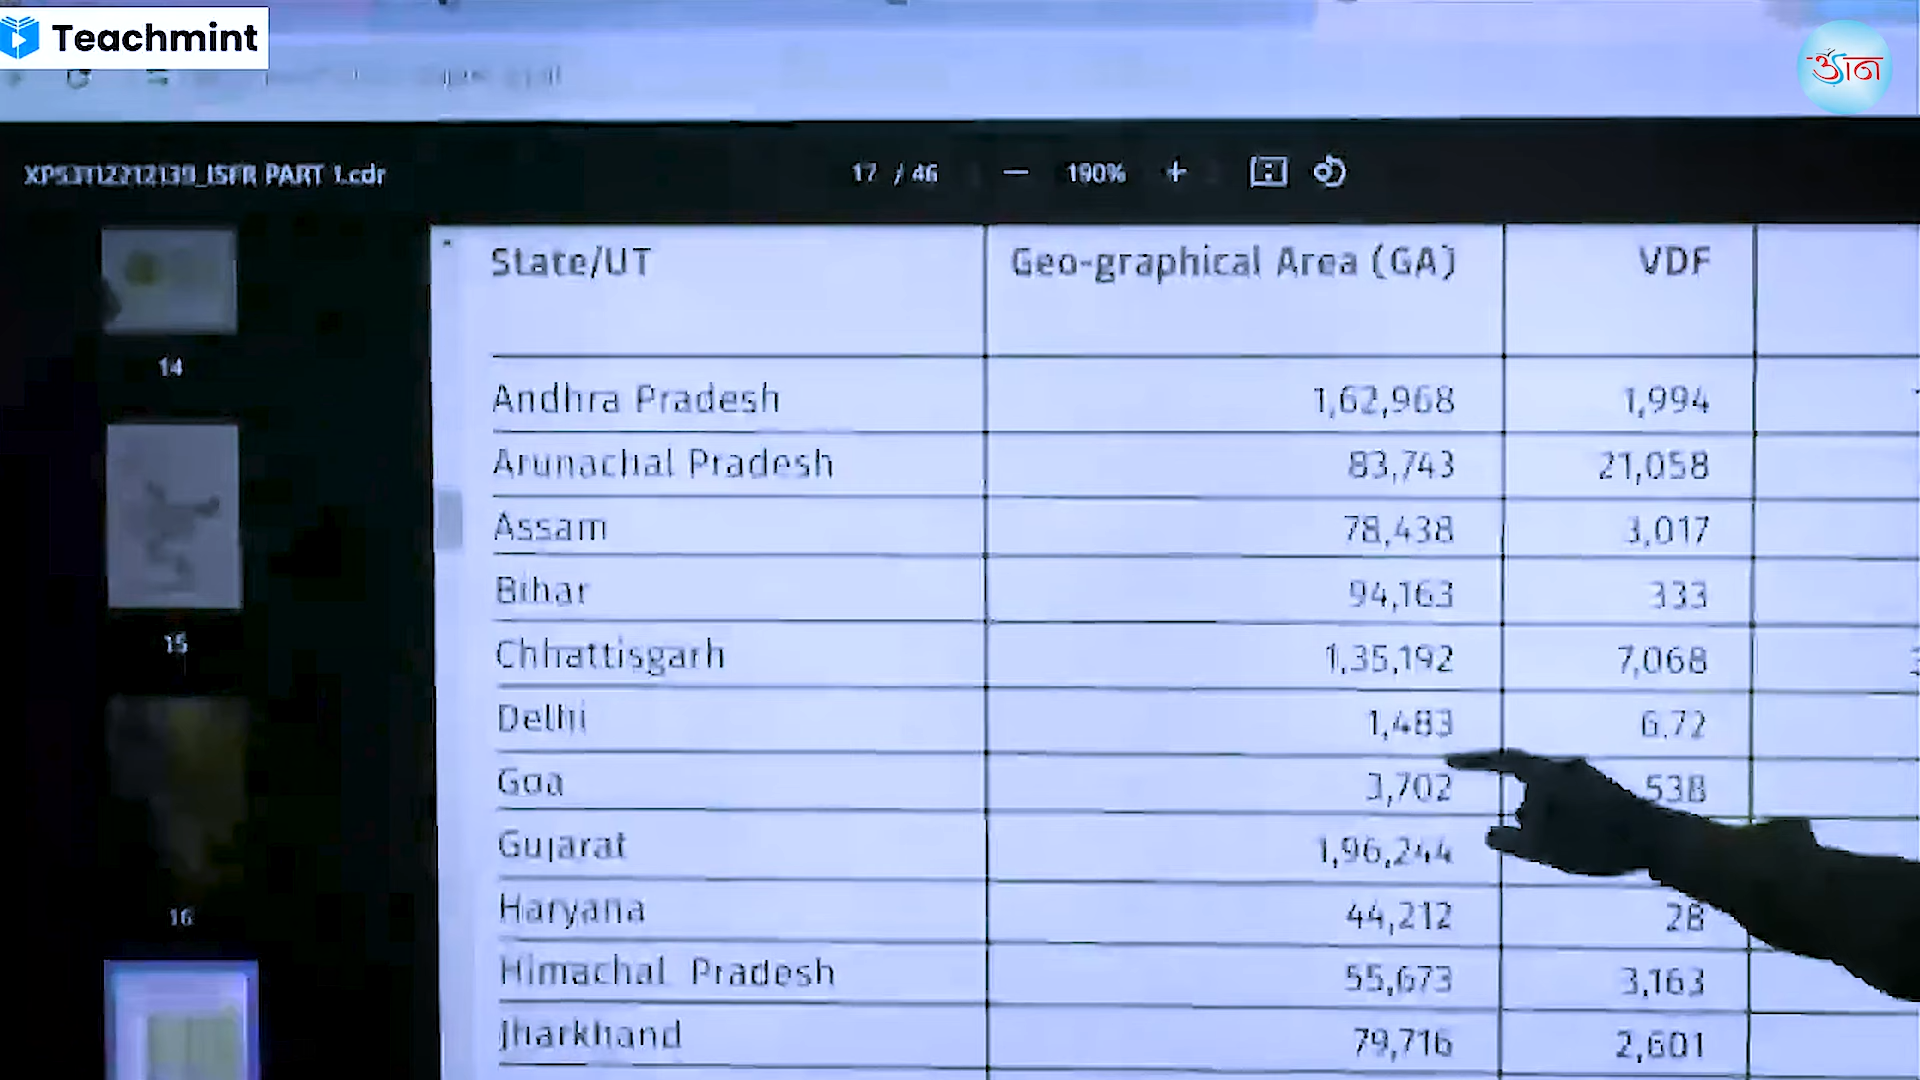 Teachmint
ज्ञान
XPS3112212139_ISFR PART 1.cdr
17 / 46
190%
State/UT Geo-graphical Area (GA) VDF
Andhra Pradesh 1,62,968 1,994
Arunachal Pradesh 83,743 21,058
Assam 78,438 3,017
Bihar 94,163 333
Chhattisgarh 1,35,192 7,068
Delhi 1,483 6.72
Goa 3,702 538
Gujarat 1,96,244
Haryana 44,212 28
Himachal Pradesh 55,673 3,163
Jharkhand 79,716 2,601
14
15
16